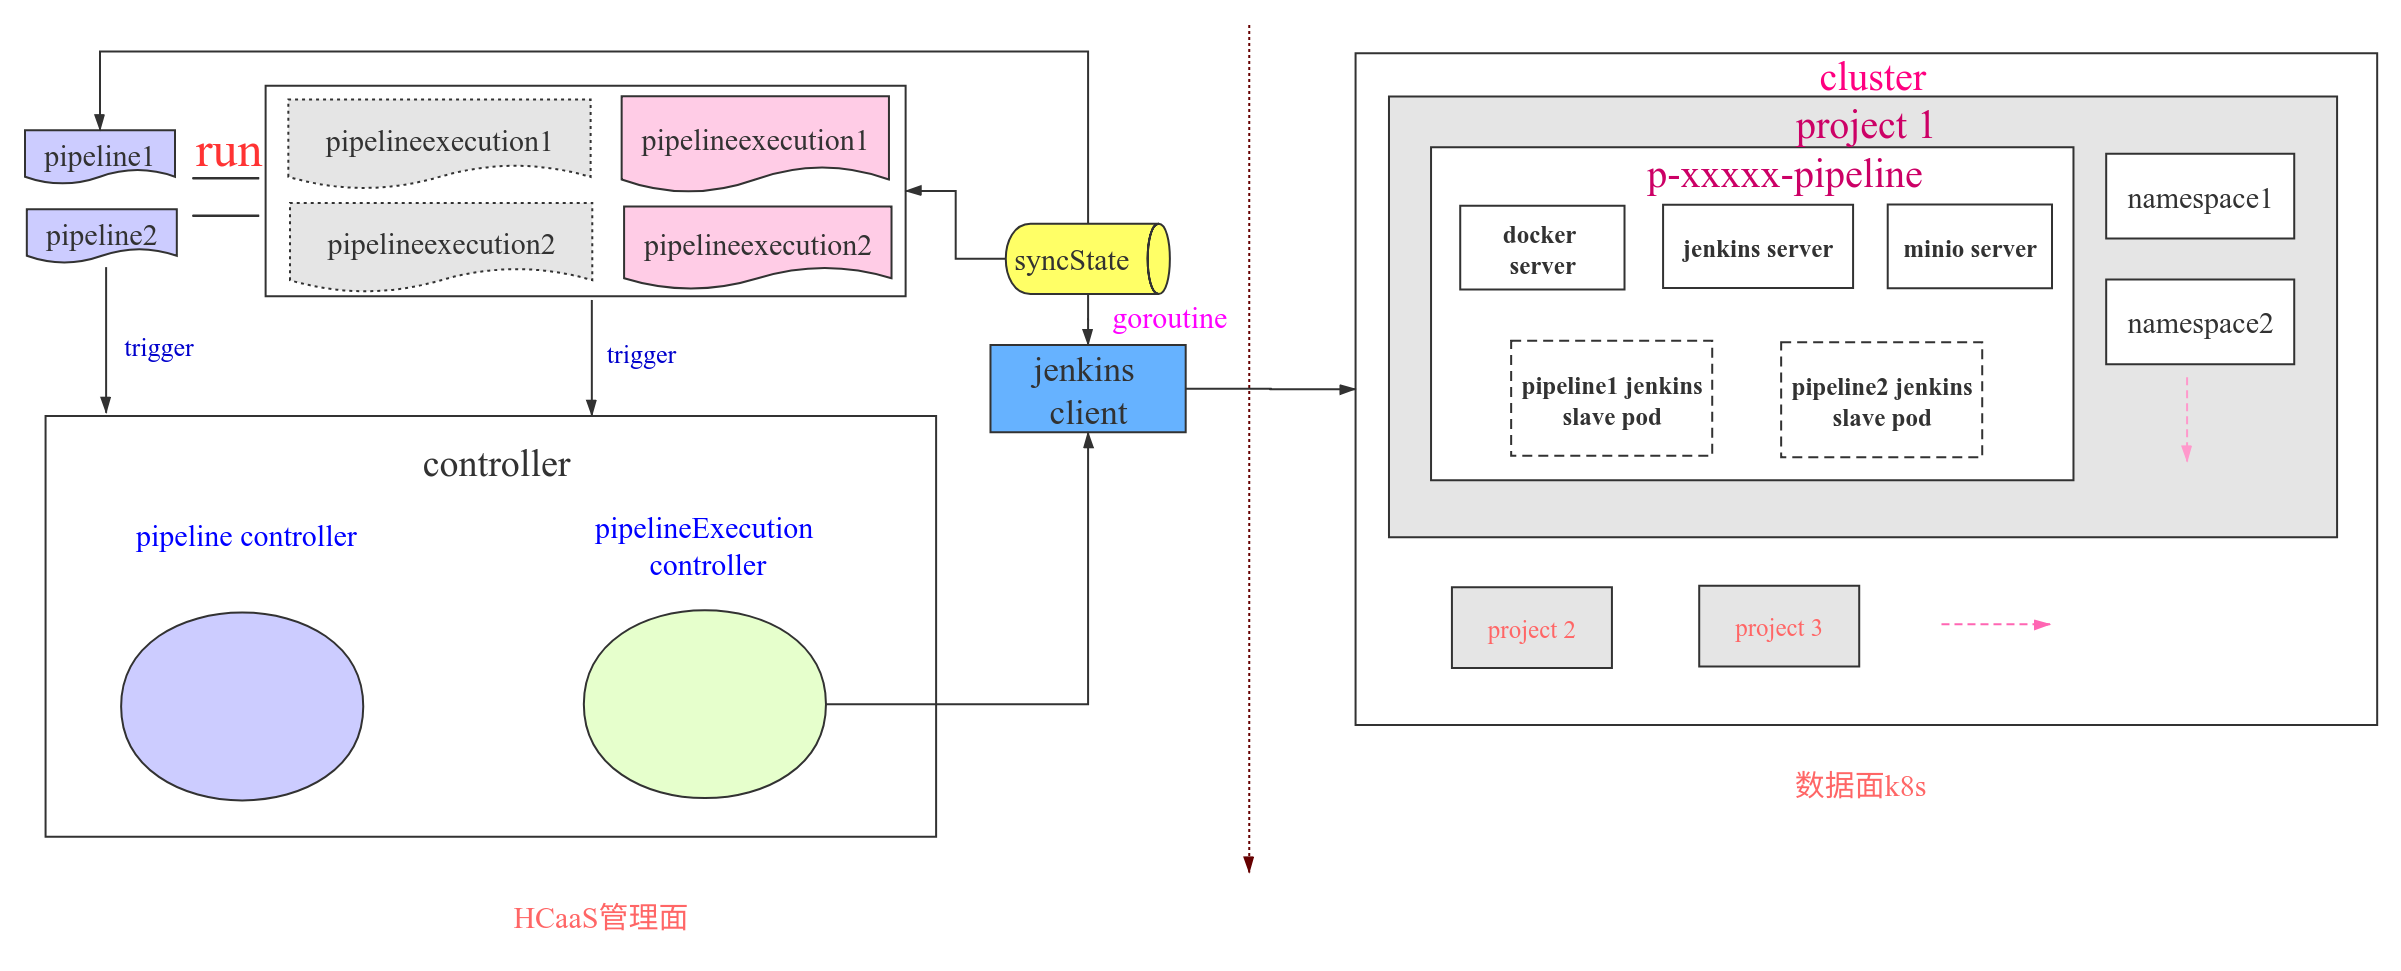 pipeline1
pipeline2
run
pipelineexecution1
pipelineexecution1
pipelineexecution2
pipelineexecution2
syncState
goroutine
trigger
trigger
jenkins
client
controller
pipeline controller
pipelineExecution
controller
HCaaS管理面
cluster
project 1
p-xxxxx-pipeline
docker
server
jenkins server
minio server
namespace1
namespace2
pipeline1 jenkins
slave pod
pipeline2 jenkins
slave pod
project 2
project 3
数据面k8s